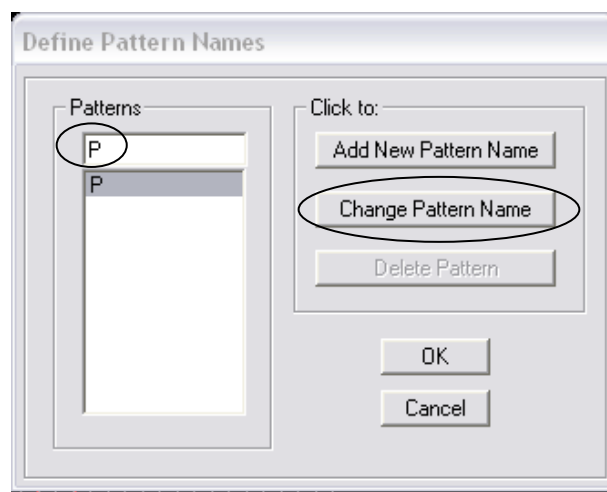 Define Pattern Names
Patterns
P
P
Click to:
Add New Pattern Name
Change Pattern Name
Delete Pattern
OK
Cancel